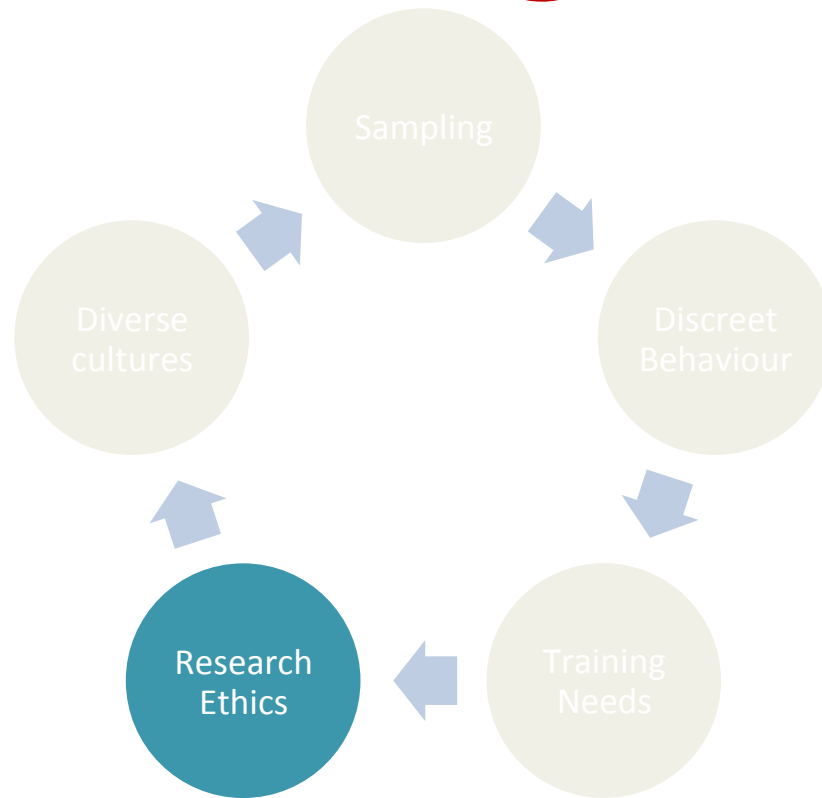 Sampling
Discreet
Behaviour
Training
Needs
Research
Ethics
Diverse
cultures